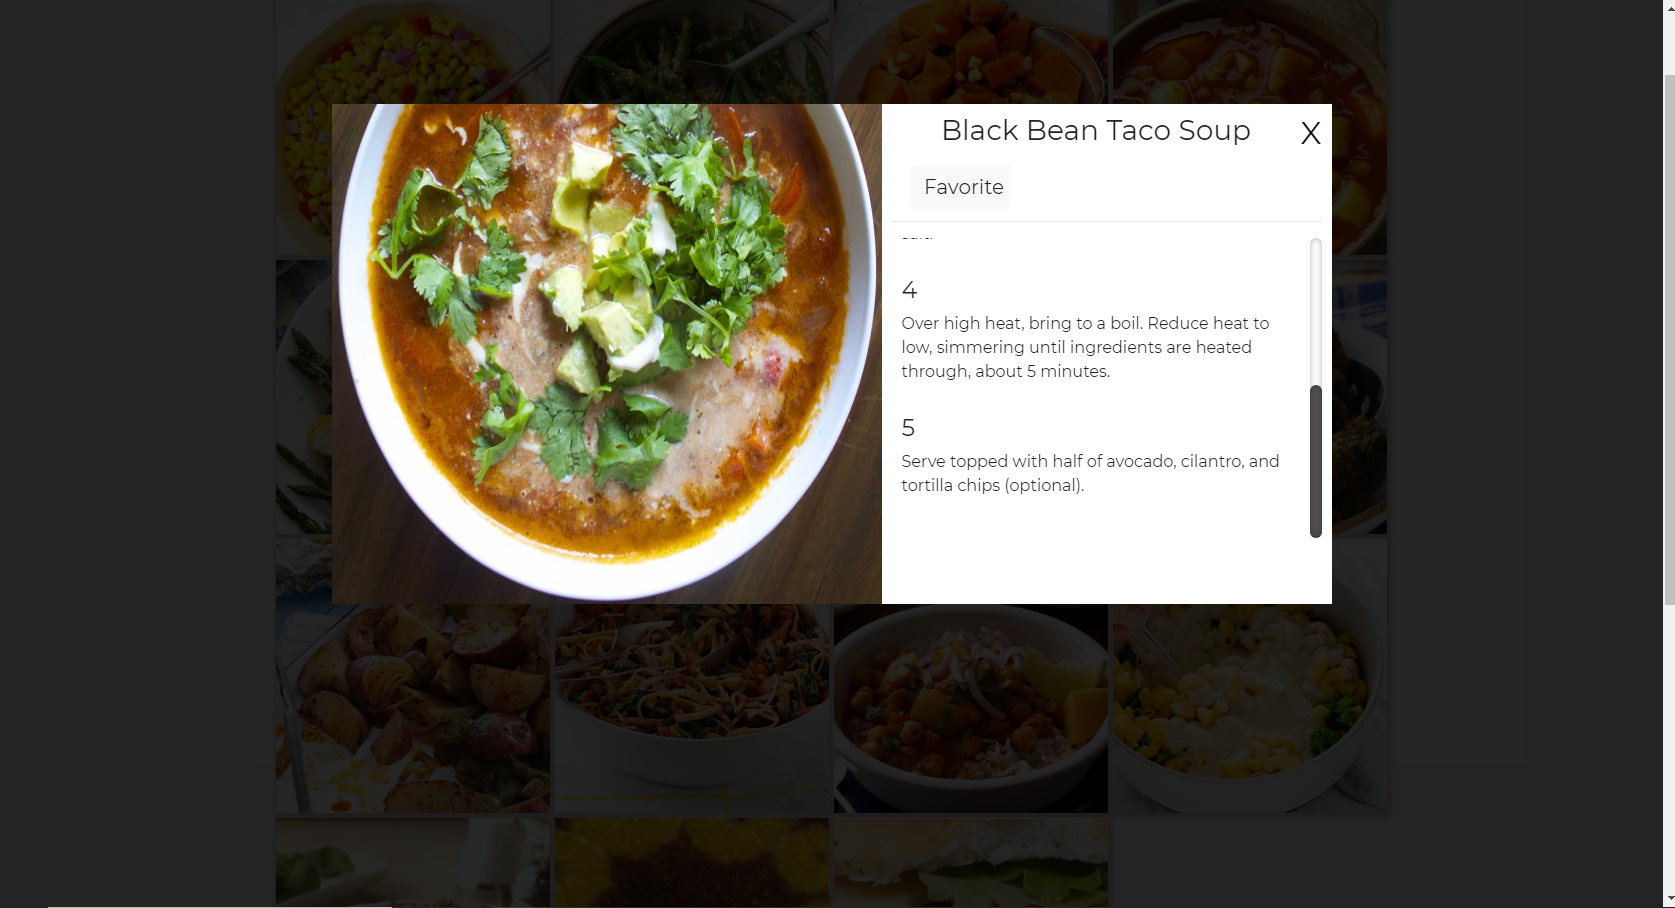 Black Bean Taco Soup
X
Favorite
4
Over high heat, bring to a boil. Reduce heat to
low, simmering until ingredients are heated
through, about 5 minutes.
5
Serve topped with half of avocado, cilantro, and
tortilla chips (optional).